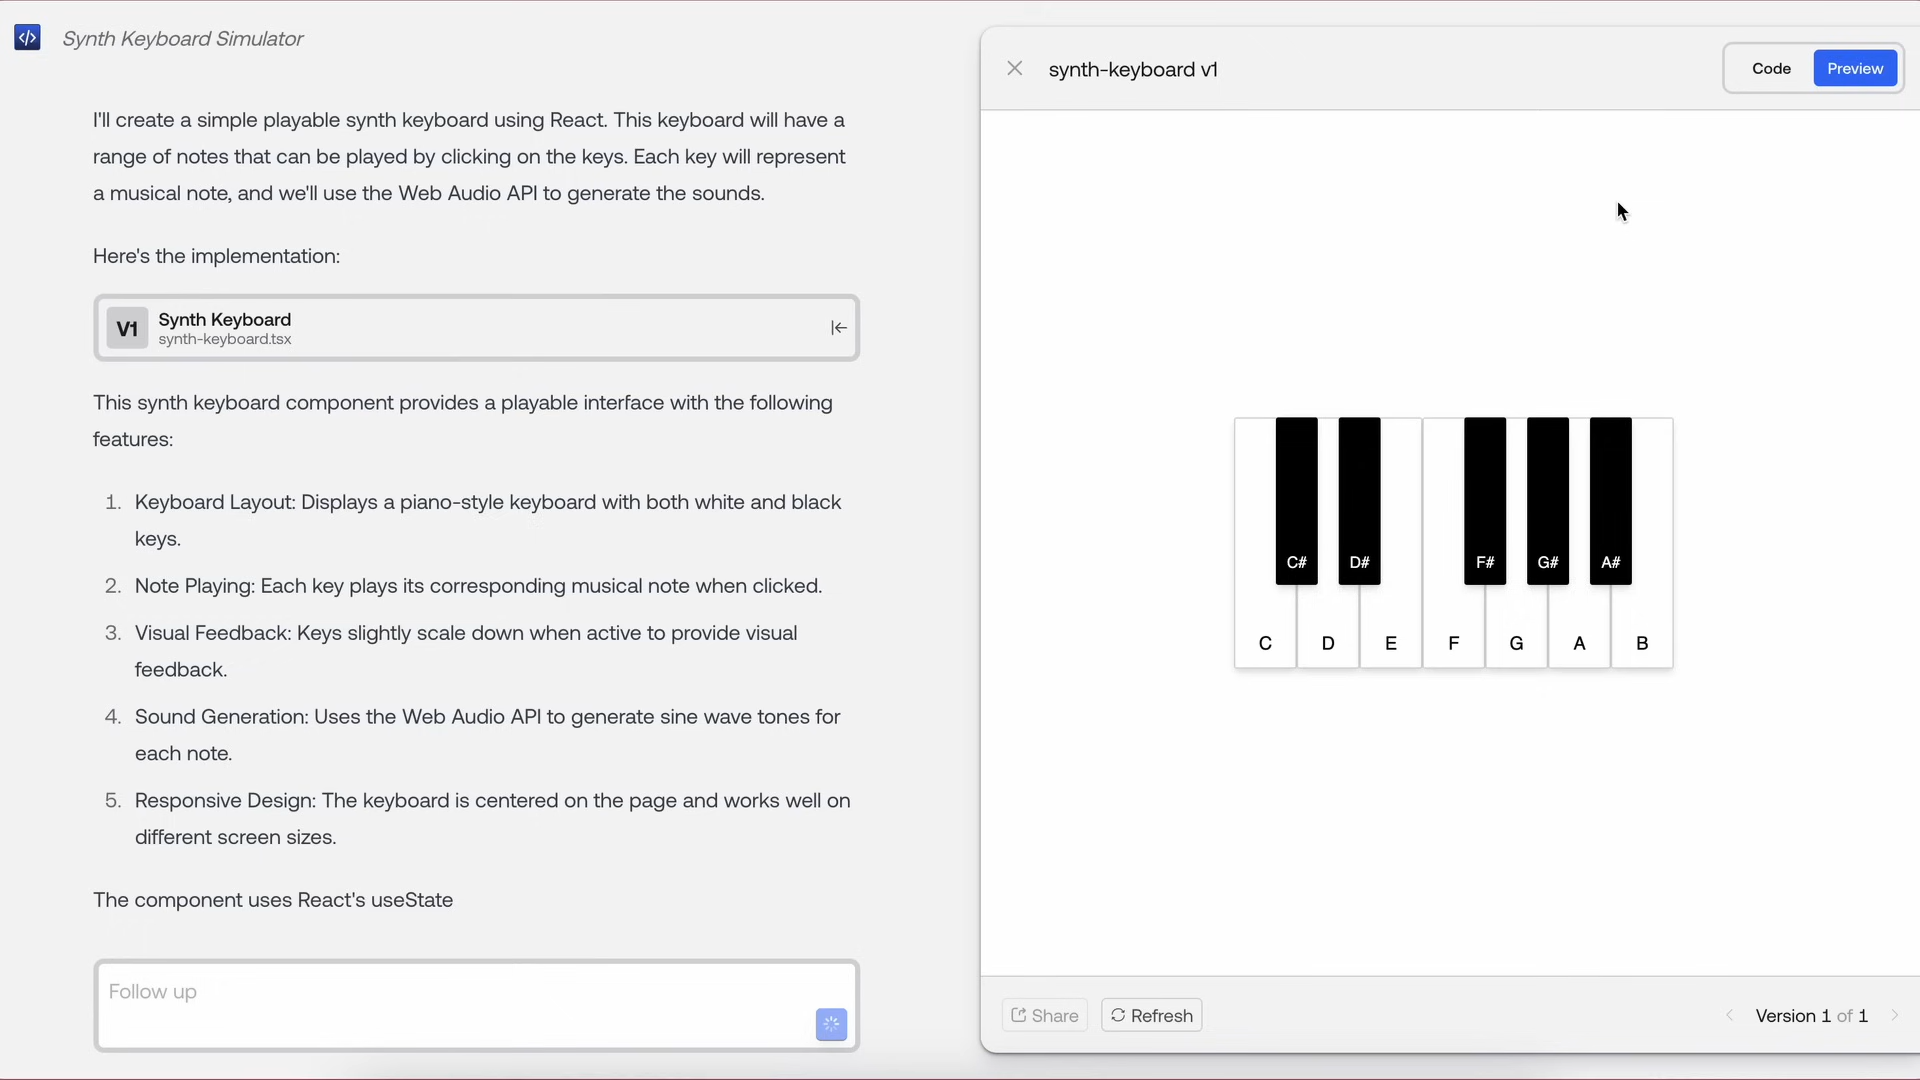 Synth Keyboard Simulator
I'll create a simple playable synth keyboard using React. This keyboard will have a
range of notes that can be played by clicking on the keys. Each key will represent
a musical note, and we'll use the Web Audio API to generate the sounds.
Here's the implementation:
V1
Synth Keyboard
synth-keyboard.tsx
This synth keyboard component provides a playable interface with the following
features:
1. Keyboard Layout: Displays a piano-style keyboard with both white and black
keys.
2. Note Playing: Each key plays its corresponding musical note when clicked.
3. Visual Feedback: Keys slightly scale down when active to provide visual
feedback.
4. Sound Generation: Uses the Web Audio API to generate sine wave tones for
each note.
5. Responsive Design: The keyboard is centered on the page and works well on
different screen sizes.
The component uses React's useState
Follow up
synth-keyboard v1
Code Preview
C# D# F# G# A#
C D E F G A B
Share Refresh Version 1 of 1